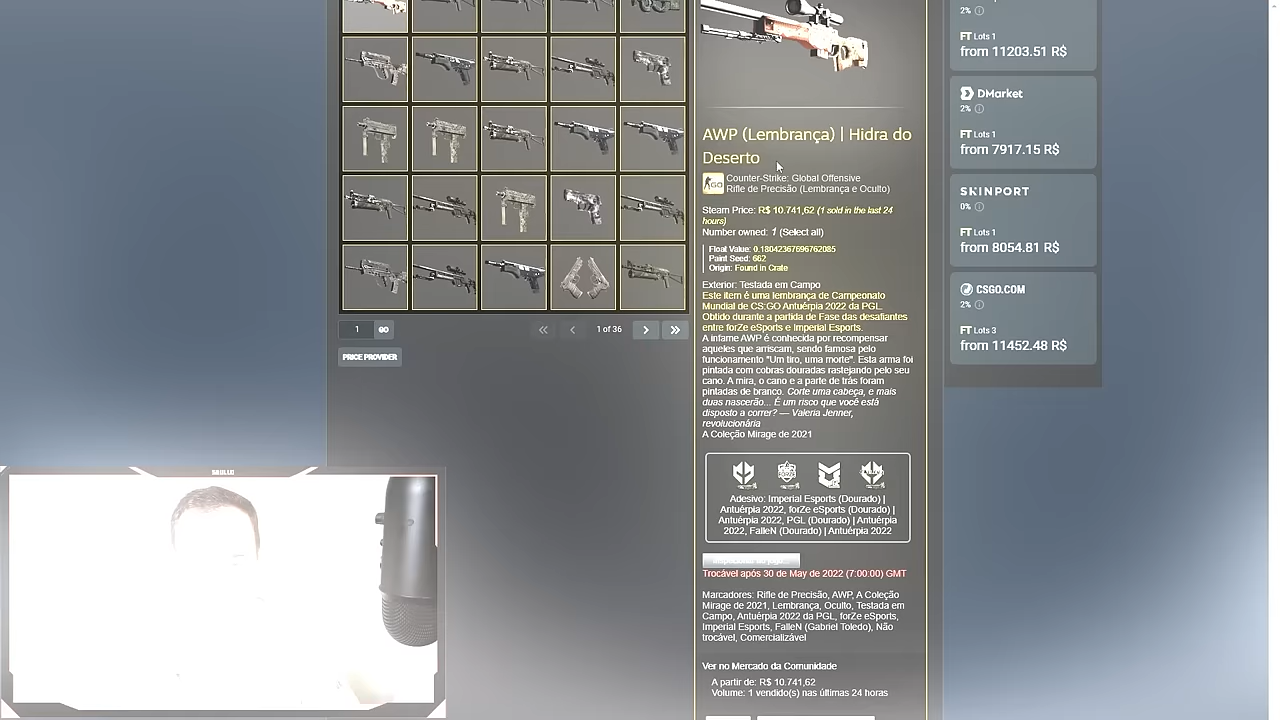 2%
FT Lots 1
from 11203.51 R$
DMarket
2%
FT Lots 1
from 7917.15 R$
SKINPORT
0%
FT Lots 1
from 8054.81 R$
CSGO.COM
2%
FT Lots 3
from 11452.48 R$
AWP (Lembrança) | Hidra do
Deserto
GO
Counter-Strike: Global Offensive
Rifle de Precisão (Lembrança e Oculto)
Steam Price: R$ 10.741,62 (1 sold in the last 24
hours)
Number owned: 1 (Select all)
Float Value: 0.18042367696762085
Paint Seed: 662
Origin: Found in Crate
Exterior: Testada em Campo
Este item é uma lembrança de Campeonato
Mundial de CS:GO Antuérpia 2022 da PGL.
Obtido durante a partida de Fase das desafiantes
entre forZe eSports e Imperial Esports.
A infame AWP é conhecida por recompensar
aqueles que arriscam, sendo famosa pelo
funcionamento "Um tiro, uma morte". Esta arma foi
pintada com cobras douradas rastejando pelo seu
cano. A mira, o cano e a parte de trás foram
pintadas de branco. Corte uma cabeça, e mais
duas nascerão... É um risco que você está
disposto a correr? — Valeria Jenner,
revolucionária
A Coleção Mirage de 2021
Adesivo: Imperial Esports (Dourado) |
Antuérpia 2022, forZe eSports (Dourado) |
Antuérpia 2022, PGL (Dourado) | Antuérpia
2022, FalleN (Dourado) | Antuérpia 2022
Trocável após 30 de May de 2022 (7:00:00) GMT
Marcadores: Rifle de Precisão, AWP, A Coleção
Mirage de 2021, Lembrança, Oculto, Testada em
Campo, Antuérpia 2022 da PGL, forZe eSports,
Imperial Esports, FalleN (Gabriel Toledo), Não
trocável, Comercializável
Ver no Mercado da Comunidade
A partir de: R$ 10.741,62
Volume: 1 vendido(s) nas últimas 24 horas
1 GO
1 of 36
PRICE PROVIDER